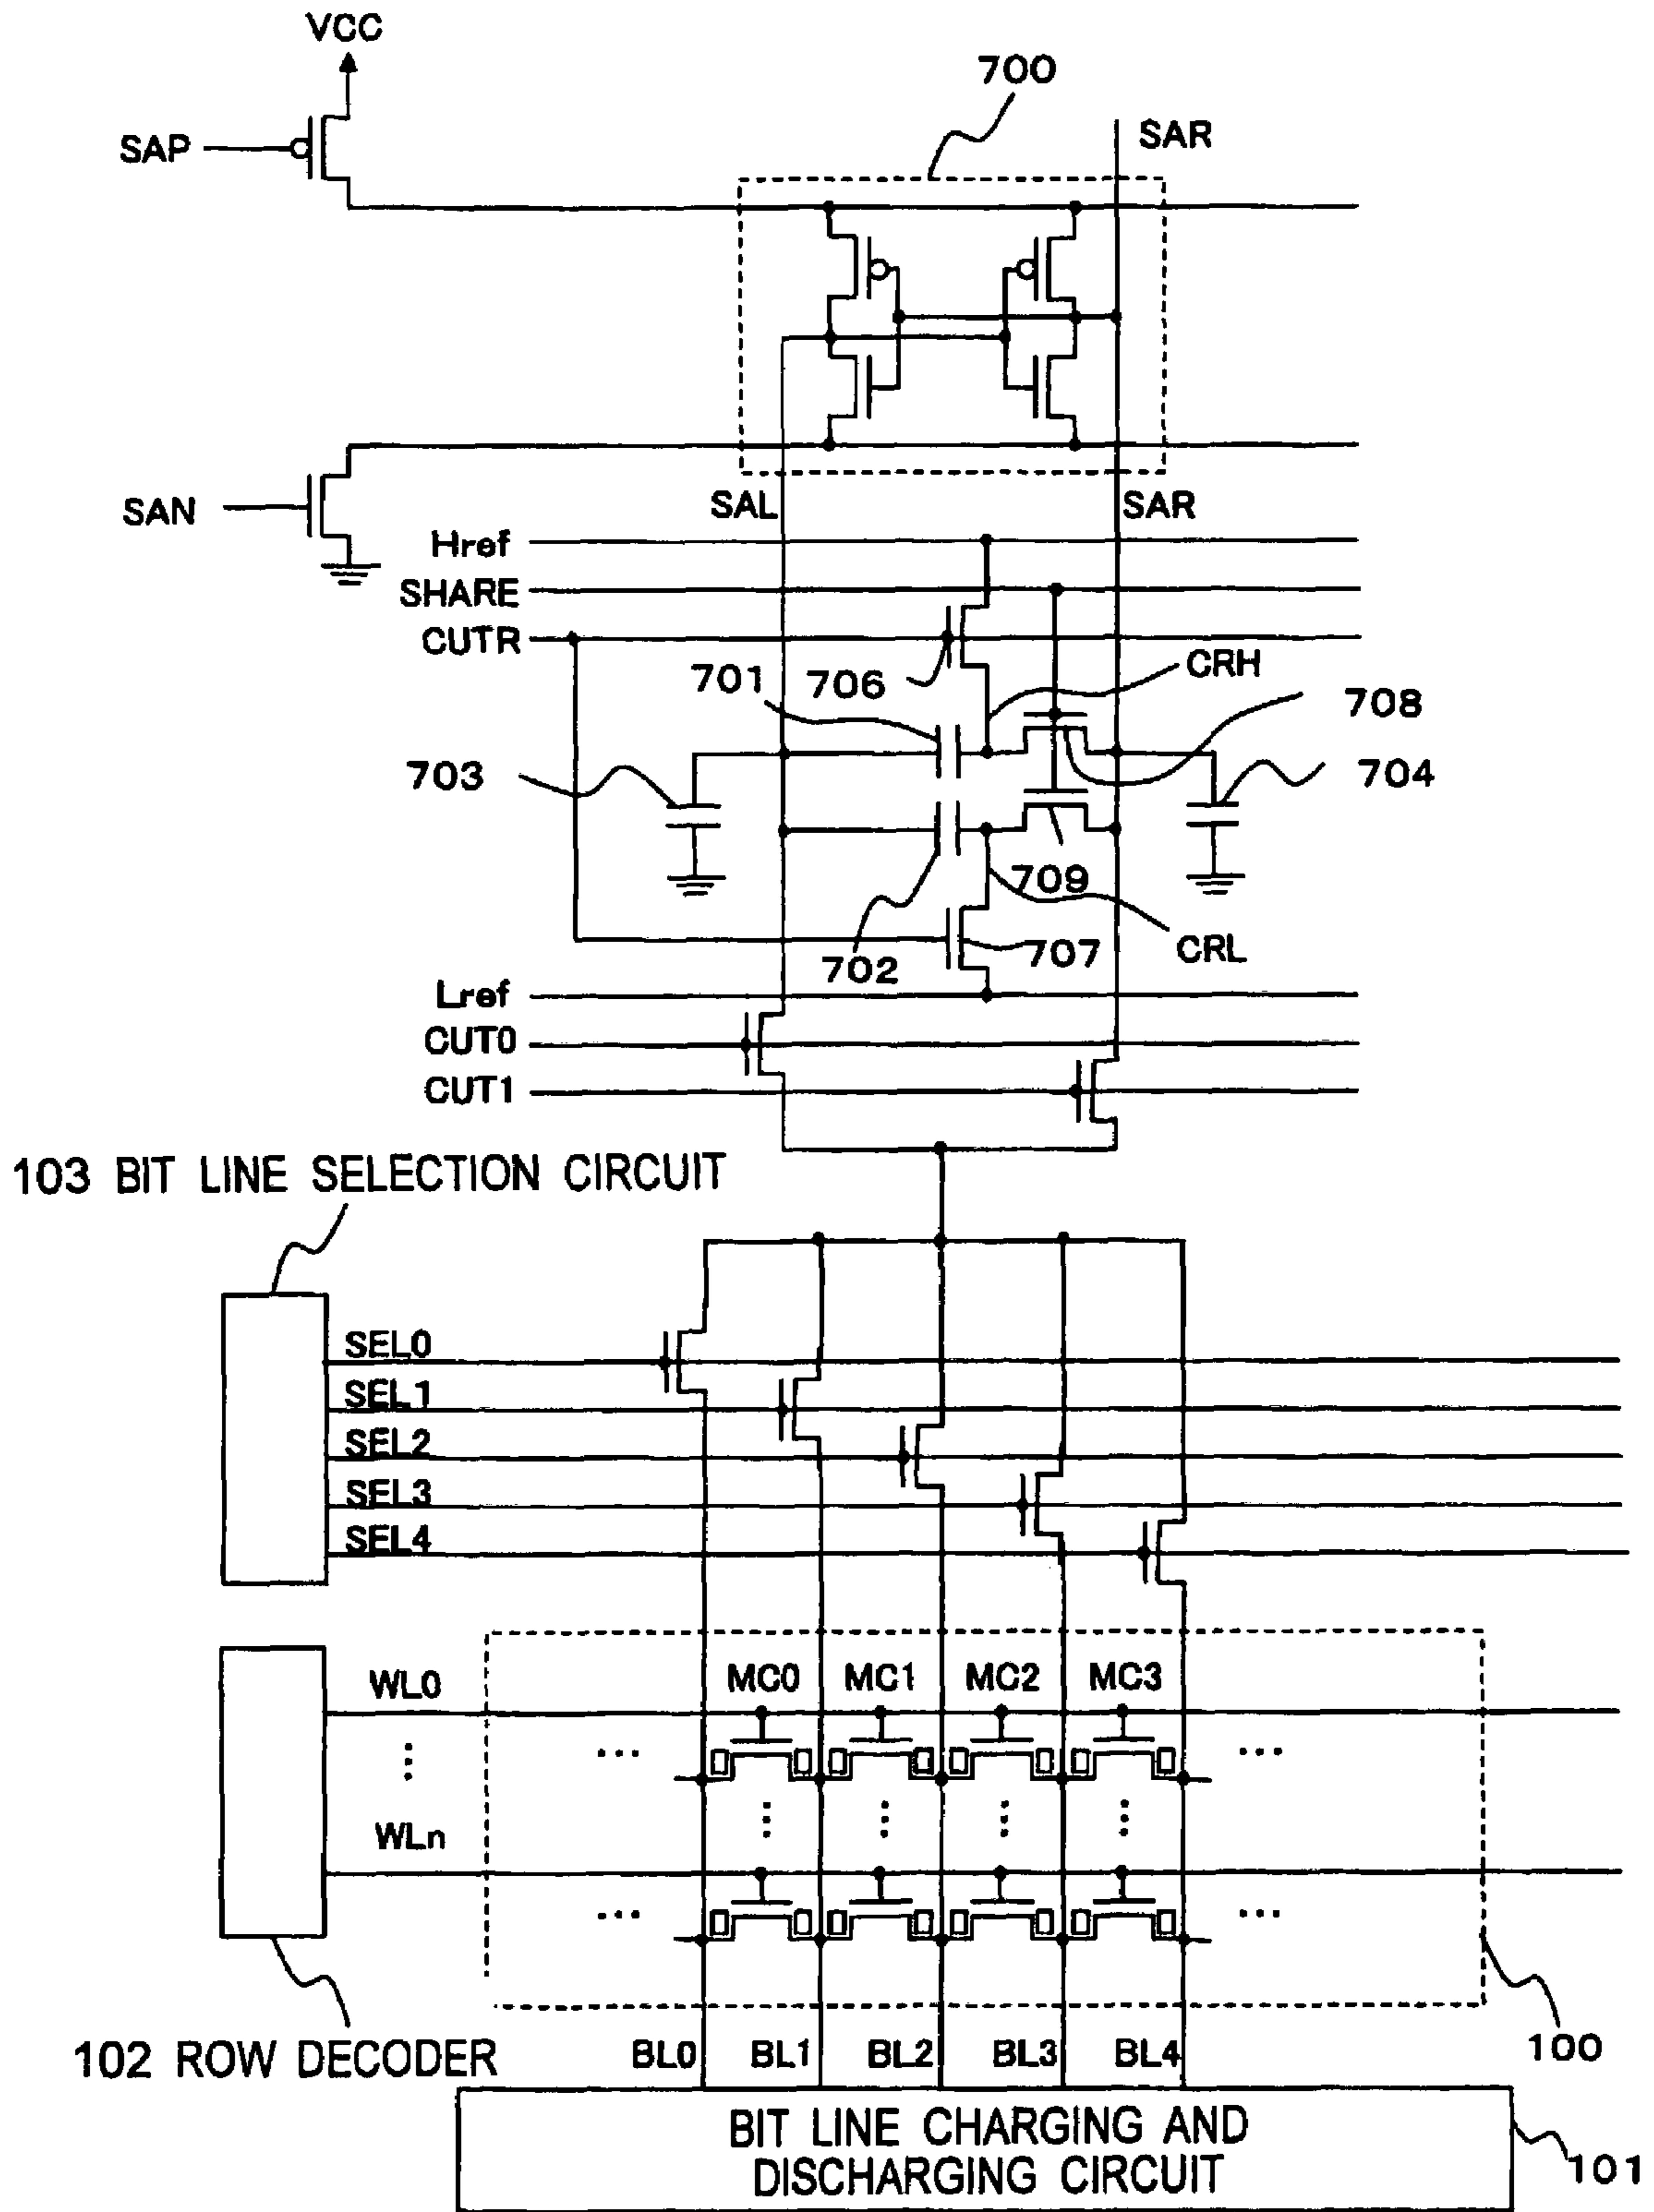 VCC
700
SAP
SAR
SAN
SAL
SAR
Href
SHARE
CUTR
701
706
CRH
708
703
704
709
702
707
CRL
Lref
CUT0
CUT1
103 BIT LINE SELECTION CIRCUIT
SEL0
SEL1
SEL2
SEL3
SEL4
WL0
MC0
MC1
MC2
MC3
...
...
⋮
⋮
⋮
⋮
⋮
WLn
...
...
102 ROW DECODER
BL0
BL1
BL2
BL3
BL4
100
BIT LINE CHARGING AND
DISCHARGING CIRCUIT
101